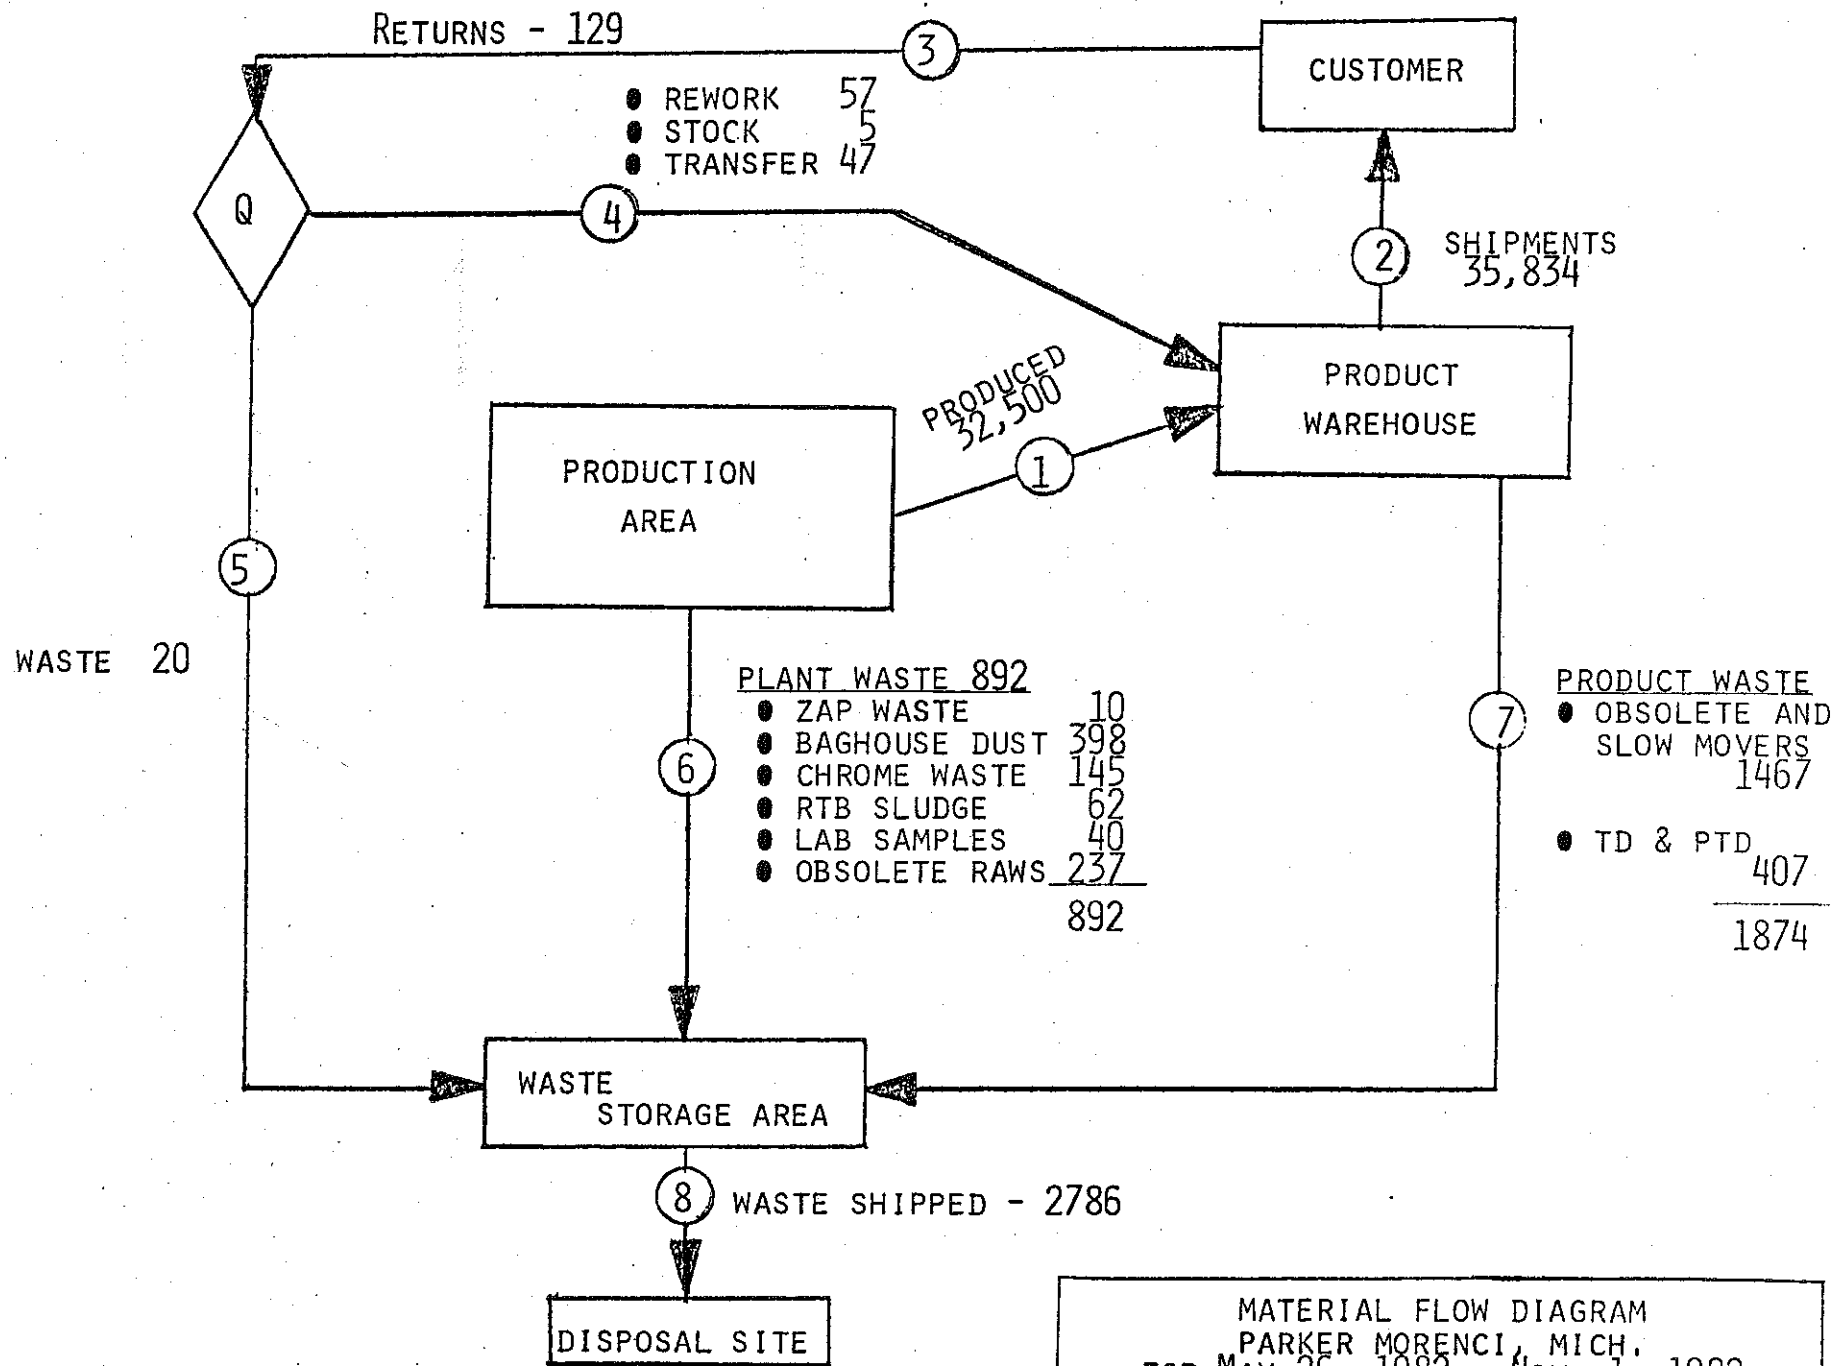 RETURNS - 129
3
CUSTOMER
● REWORK 57
● STOCK 5
● TRANSFER 47
Q
4
2
SHIPMENTS
35,834
PRODUCED
32,500
1
PRODUCT
WAREHOUSE
PRODUCTION
AREA
5
WASTE 20
PLANT WASTE 892
● ZAP WASTE 10
● BAGHOUSE DUST 398
● CHROME WASTE 145
● RTB SLUDGE 62
● LAB SAMPLES 40
● OBSOLETE RAWS 237
892
6
7
PRODUCT WASTE
● OBSOLETE AND
SLOW MOVERS
1467
● TD & PTD
407
1874
WASTE
STORAGE AREA
8
WASTE SHIPPED - 2786
DISPOSAL SITE
MATERIAL FLOW DIAGRAM
PARKER MORENCI, MICH.